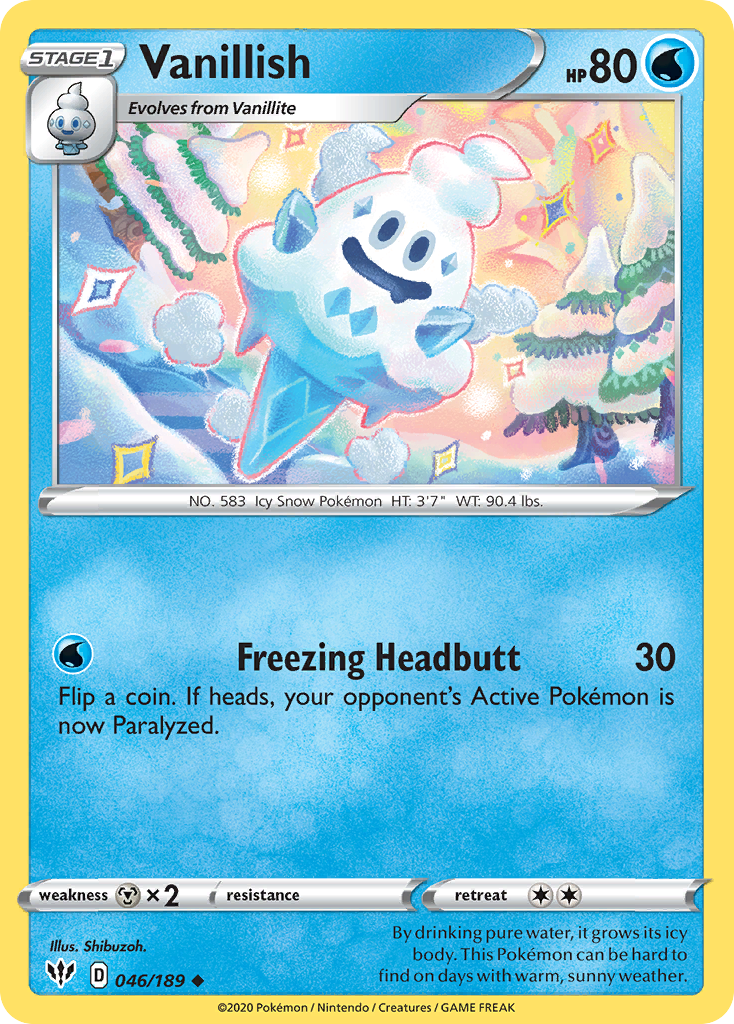 STAGE1
Vanillish
HP80
Evolves from Vanillite
NO. 583 Icy Snow Pokémon HT: 3'7" WT: 90.4 lbs.
Freezing Headbutt 30
Flip a coin. If heads, your opponent's Active Pokémon is
now Paralyzed.
weakness ×2 resistance retreat
Illus. Shibuzoh.
By drinking pure water, it grows its icy
body. This Pokémon can be hard to
find on days with warm, sunny weather.
D 046/189
©2020 Pokémon / Nintendo / Creatures / GAME FREAK